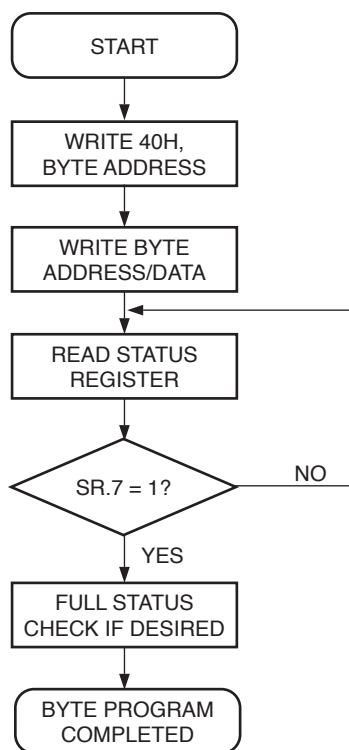 START
WRITE 40H,
BYTE ADDRESS
WRITE BYTE
ADDRESS/DATA
READ STATUS
REGISTER
SR.7 = 1?
NO
YES
FULL STATUS
CHECK IF DESIRED
BYTE PROGRAM
COMPLETED